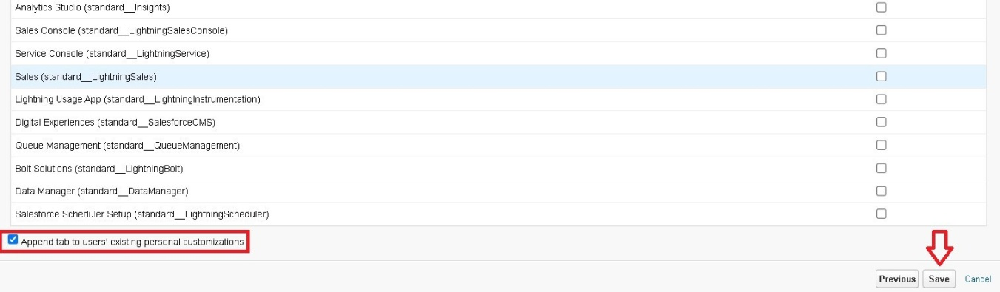 Analytics Studio (standard__Insights)
Sales Console (standard__LightningSalesConsole)
Service Console (standard__LightningService)
Sales (standard__LightningSales)
Lightning Usage App (standard__LightningInstrumentation)
Digital Experiences (standard__SalesforceCMS)
Queue Management (standard__QueueManagement)
Bolt Solutions (standard__LightningBolt)
Data Manager (standard__DataManager)
Salesforce Scheduler Setup (standard__LightningScheduler)
Append tab to users' existing personal customizations
Previous Save Cancel